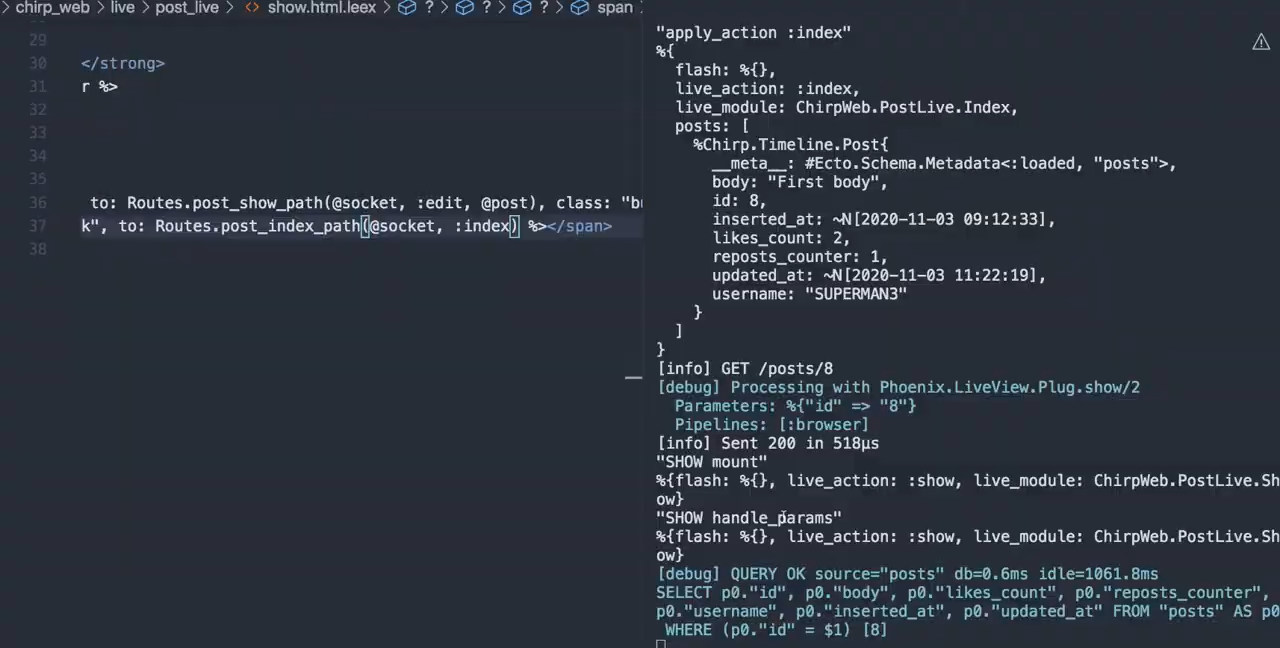 chirp_web > live > post_live > <> show.html.leex > ? > ? > ? > span
29
30 </strong>
31 r %>
32
33
34
35
36 to: Routes.post_show_path(@socket, :edit, @post), class: "bu
37 k", to: Routes.post_index_path(@socket, :index) %></span>
38
"apply_action :index"
%{
flash: %{},
live_action: :index,
live_module: ChirpWeb.PostLive.Index,
posts: [
%Chirp.Timeline.Post{
__meta__: #Ecto.Schema.Metadata<:loaded, "posts">,
body: "First body",
id: 8,
inserted_at: ~N[2020-11-03 09:12:33],
likes_count: 2,
reposts_counter: 1,
updated_at: ~N[2020-11-03 11:22:19],
username: "SUPERMAN3"
}
]
}
[info] GET /posts/8
[debug] Processing with Phoenix.LiveView.Plug.show/2
Parameters: %{"id" => "8"}
Pipelines: [:browser]
[info] Sent 200 in 518µs
"SHOW mount"
%{flash: %{}, live_action: :show, live_module: ChirpWeb.PostLive.Sh
ow}
"SHOW handle_params"
%{flash: %{}, live_action: :show, live_module: ChirpWeb.PostLive.Sh
ow}
[debug] QUERY OK source="posts" db=0.6ms idle=1061.8ms
SELECT p0."id", p0."body", p0."likes_count", p0."reposts_counter",
p0."username", p0."inserted_at", p0."updated_at" FROM "posts" AS p0
WHERE (p0."id" = $1) [8]